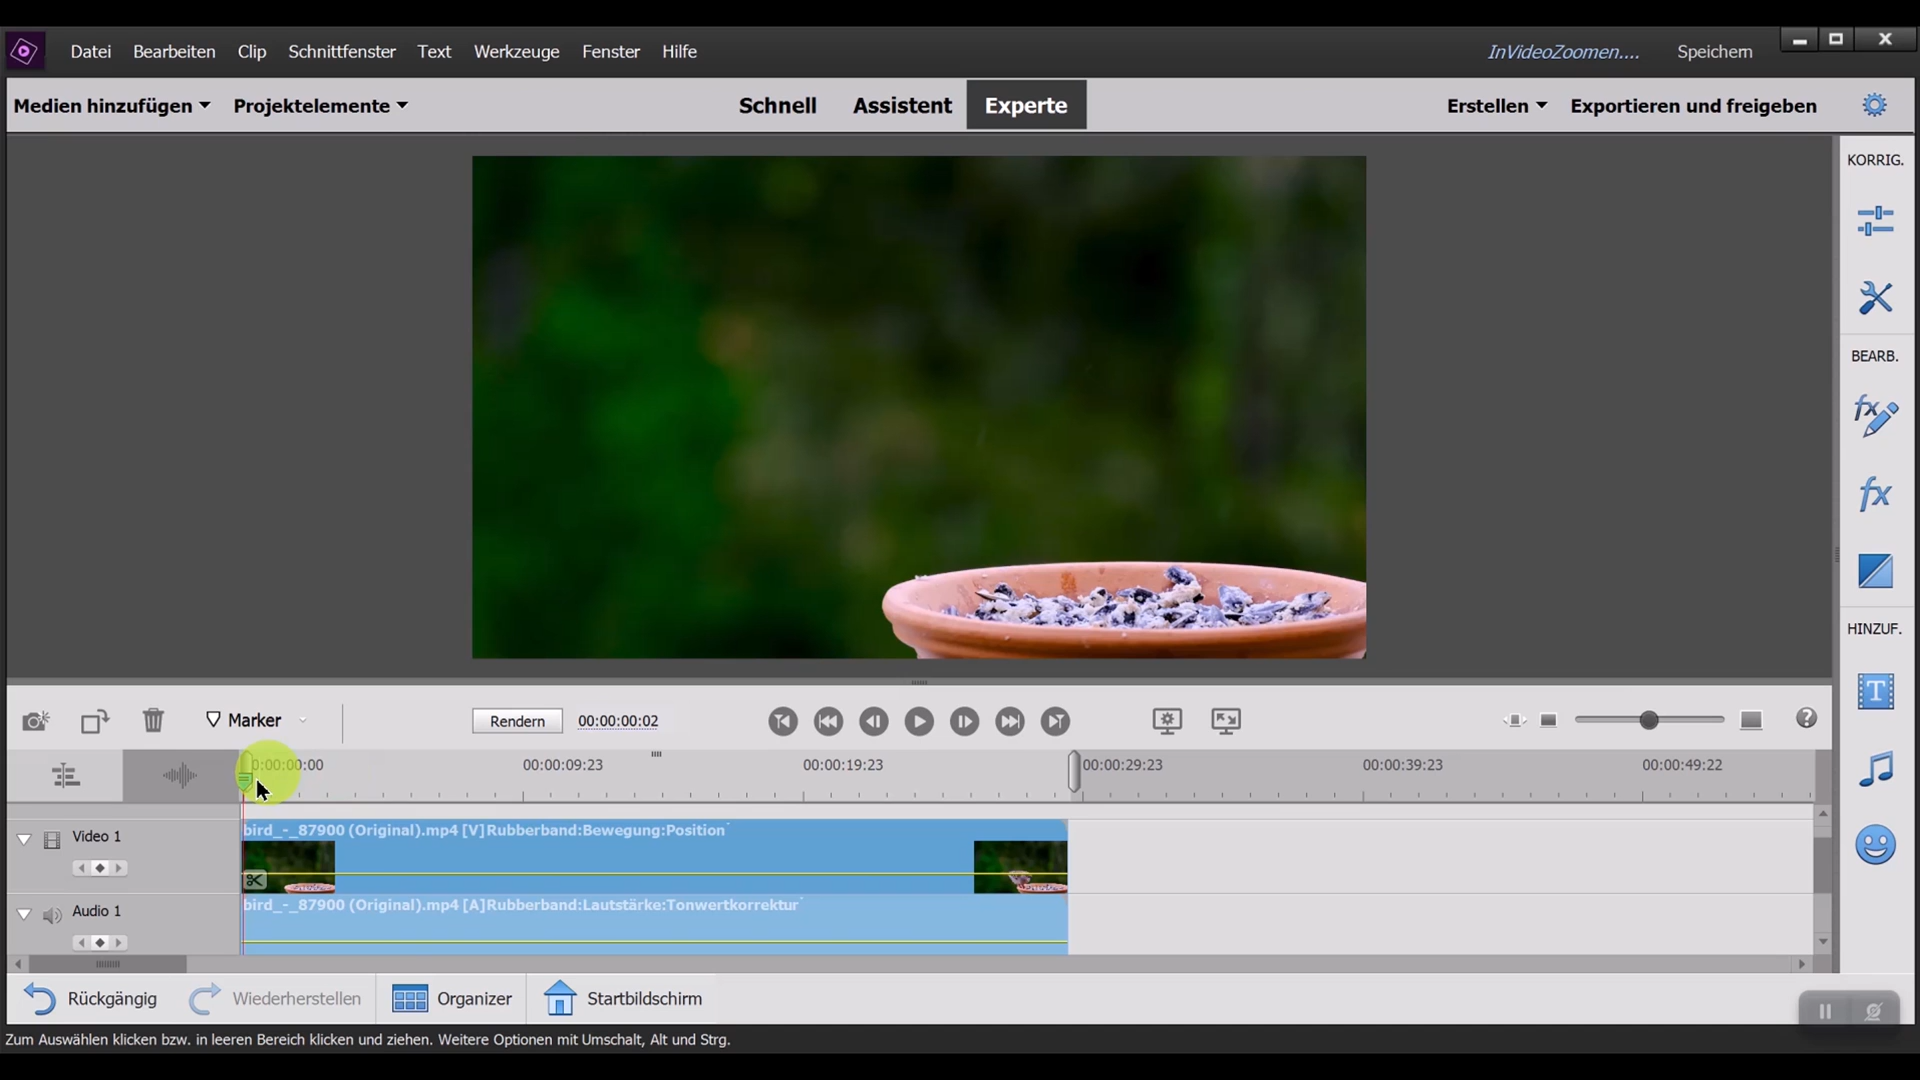 Datei Bearbeiten Clip Schnittfenster Text Werkzeuge Fenster Hilfe InVideoZoomen.... Speichern
Medien hinzufügen Projektelemente Schnell Assistent Experte Erstellen Exportieren und freigeben
KORRIG.
BEARB.
fx
fx
HINZUF.
T
Marker Rendern 00:00:00:02
00:00:09:23 00:00:19:23 00:00:29:23 00:00:39:23 00:00:49:22
Video 1
bird_-_87900 (Original).mp4 [V]Rubberband:Bewegung:Position
Audio 1
bird_-_87900 (Original).mp4 [A]Rubberband:Lautstärke:Tonwertkorrektur
Rückgängig Wiederherstellen Organizer Startbildschirm
Zum Auswählen klicken bzw. in leeren Bereich klicken und ziehen. Weitere Optionen mit Umschalt, Alt und Strg.